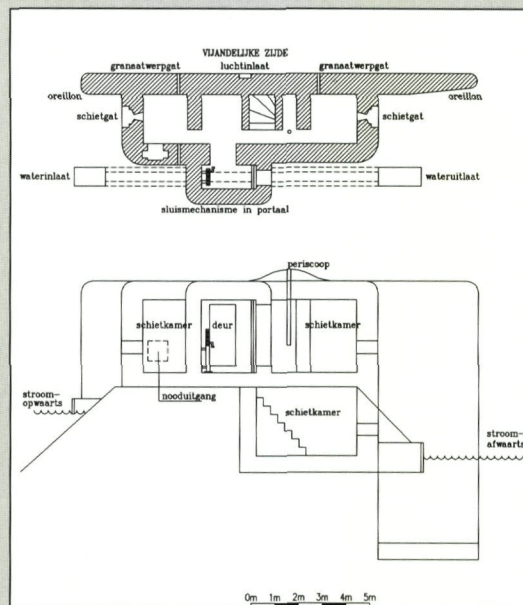 VIJANDELIJKE ZIJDE
granaatwerpgat luchtinlaat granaatwerpgat
oreillon oreillon
schietgat schietgat
waterinlaat wateruitlaat
sluismechanisme in portaal
periscoop
schietkamer deur schietkamer
stroom-
opwaarts
nooduitgang
schietkamer
stroom-
afwaarts
0m 1m 2m 3m 4m 5m